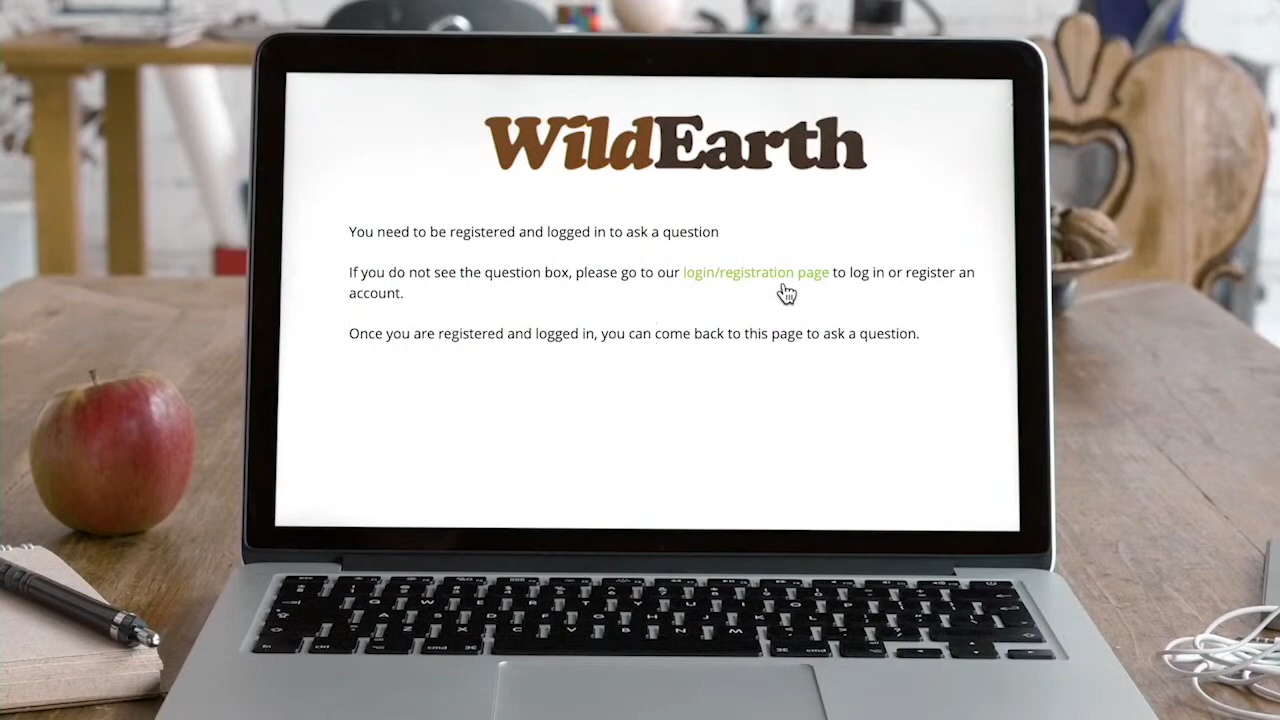 WildEarth
You need to be registered and logged in to ask a question
If you do not see the question box, please go to our login/registration page to log in or register an
account.
Once you are registered and logged in, you can come back to this page to ask a question.